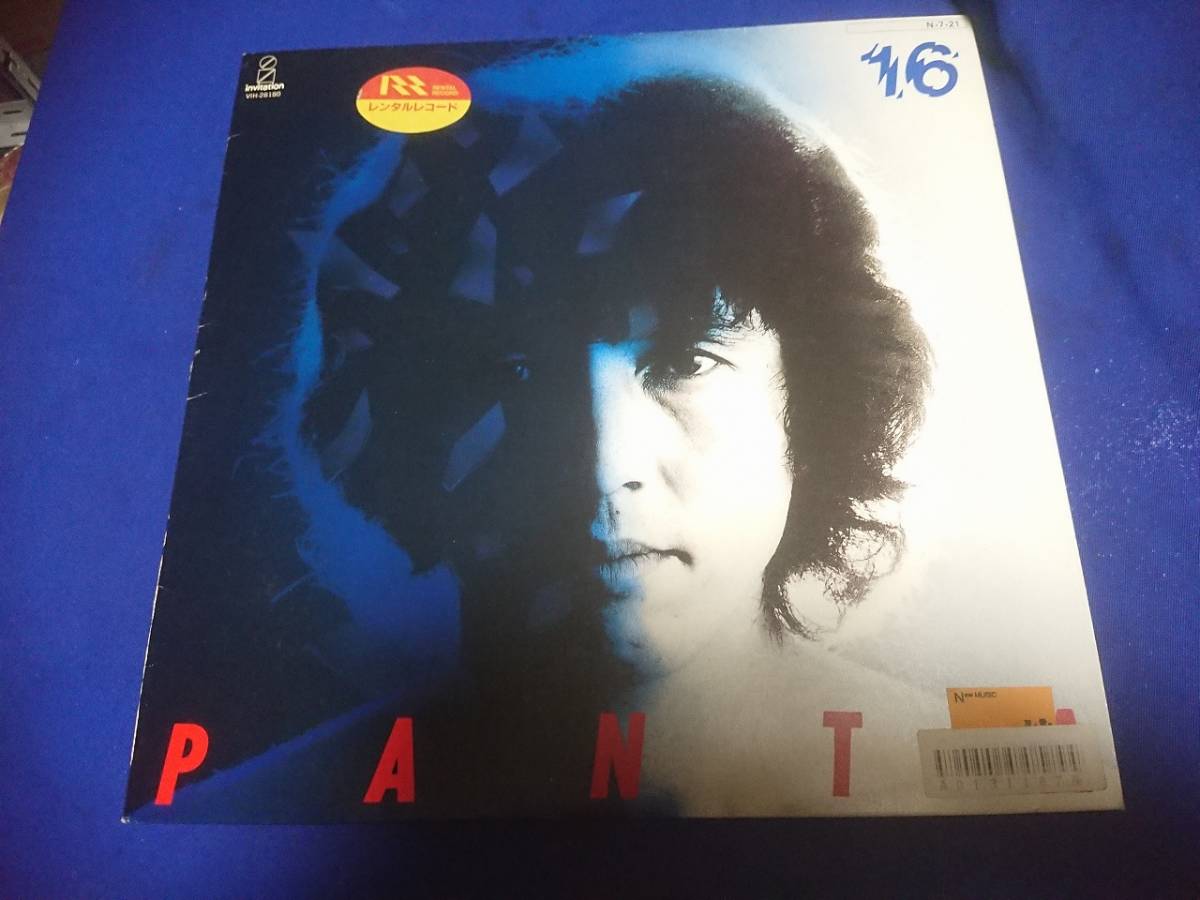 N-7-21
invitation
VIH-28180
RR RENTAL
RECORD
レンタルレコード
16
PANT
New MUSIC